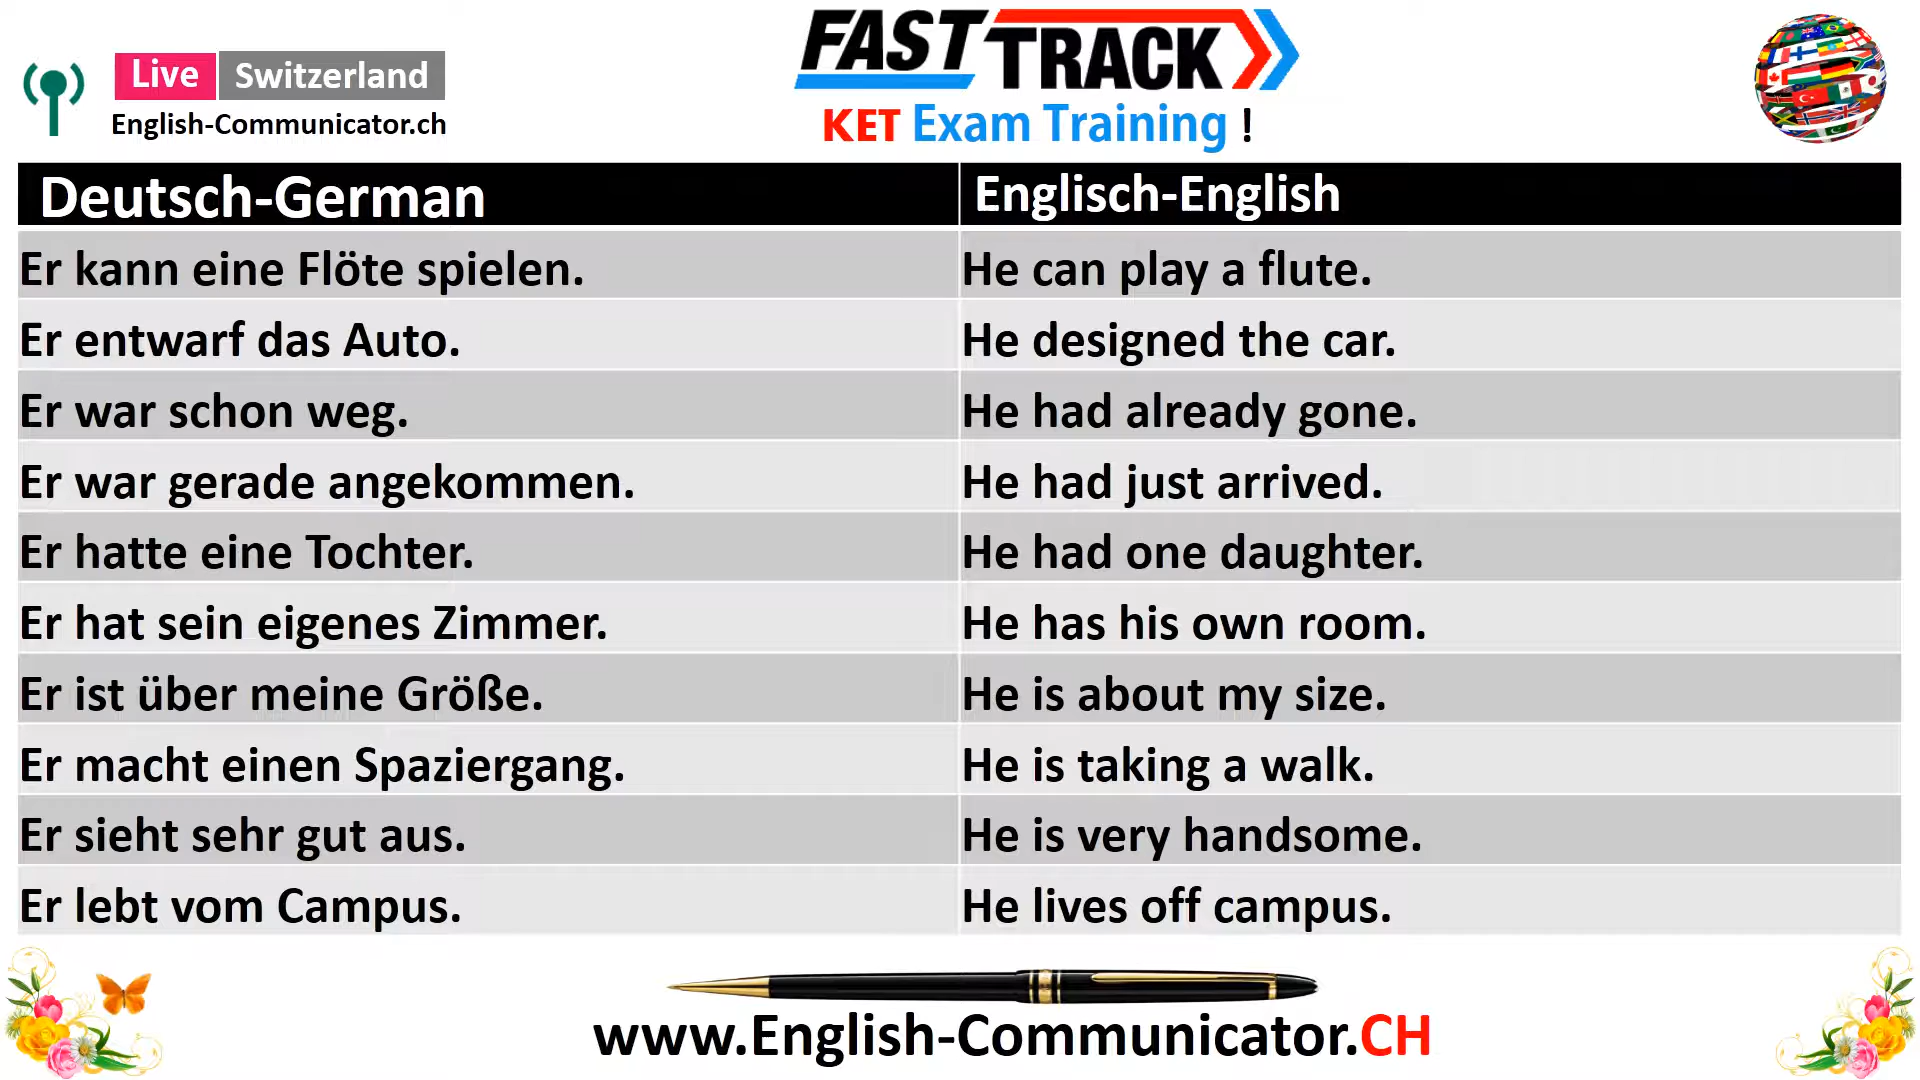 Live Switzerland
English-Communicator.ch
FAST TRACK
KET Exam Training !
Deutsch-German Englisch-English
Er kann eine Flöte spielen. He can play a flute.
Er entwarf das Auto. He designed the car.
Er war schon weg. He had already gone.
Er war gerade angekommen. He had just arrived.
Er hatte eine Tochter. He had one daughter.
Er hat sein eigenes Zimmer. He has his own room.
Er ist über meine Größe. He is about my size.
Er macht einen Spaziergang. He is taking a walk.
Er sieht sehr gut aus. He is very handsome.
Er lebt vom Campus. He lives off campus.
www.English-Communicator.CH